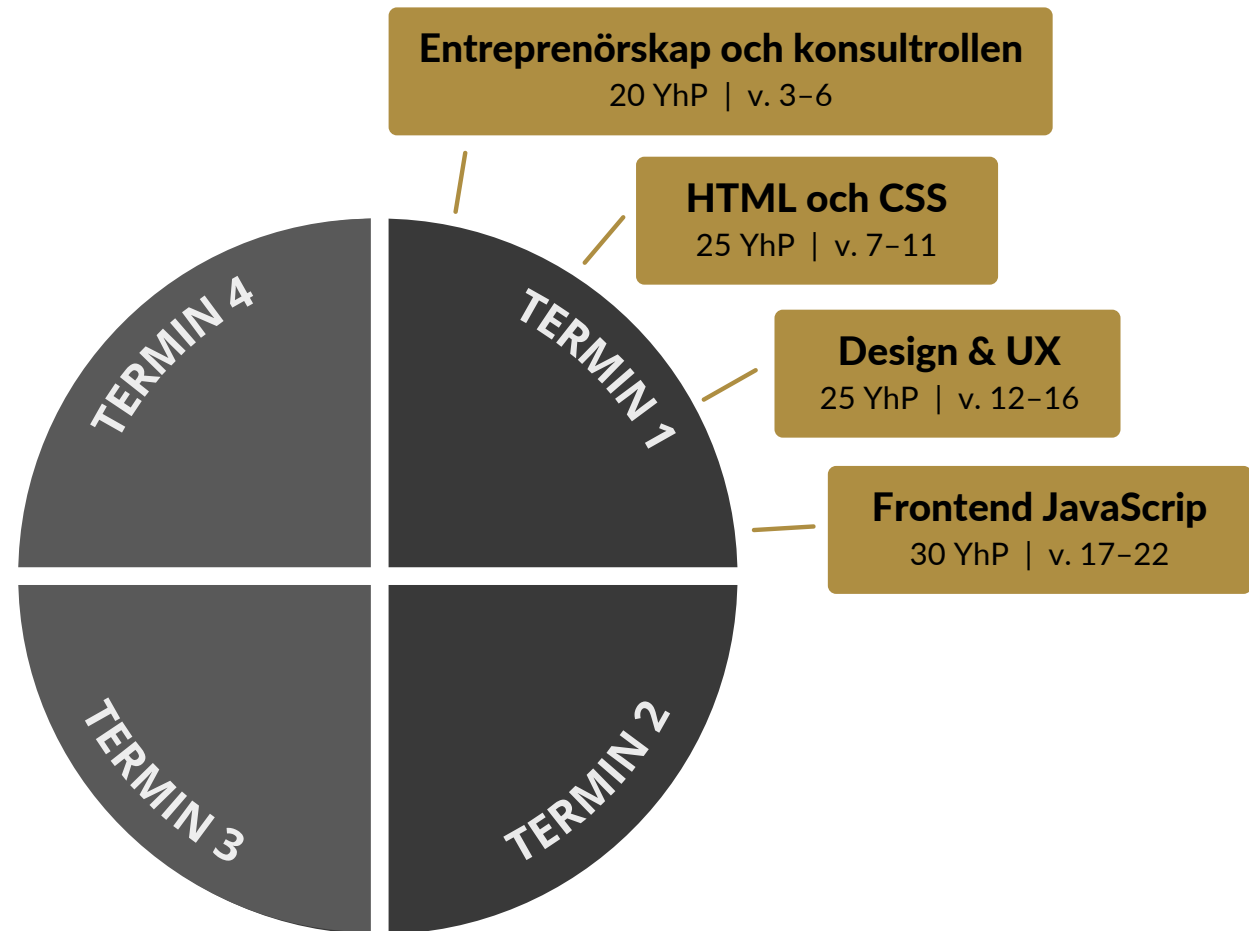 Entreprenörskap och konsultrollen
20 YhP | v. 3–6
HTML och CSS
25 YhP | v. 7–11
TERMIN 4
TERMIN 1
Design & UX
25 YhP | v. 12–16
Frontend JavaScrip
30 YhP | v. 17–22
TERMIN 3
TERMIN 2